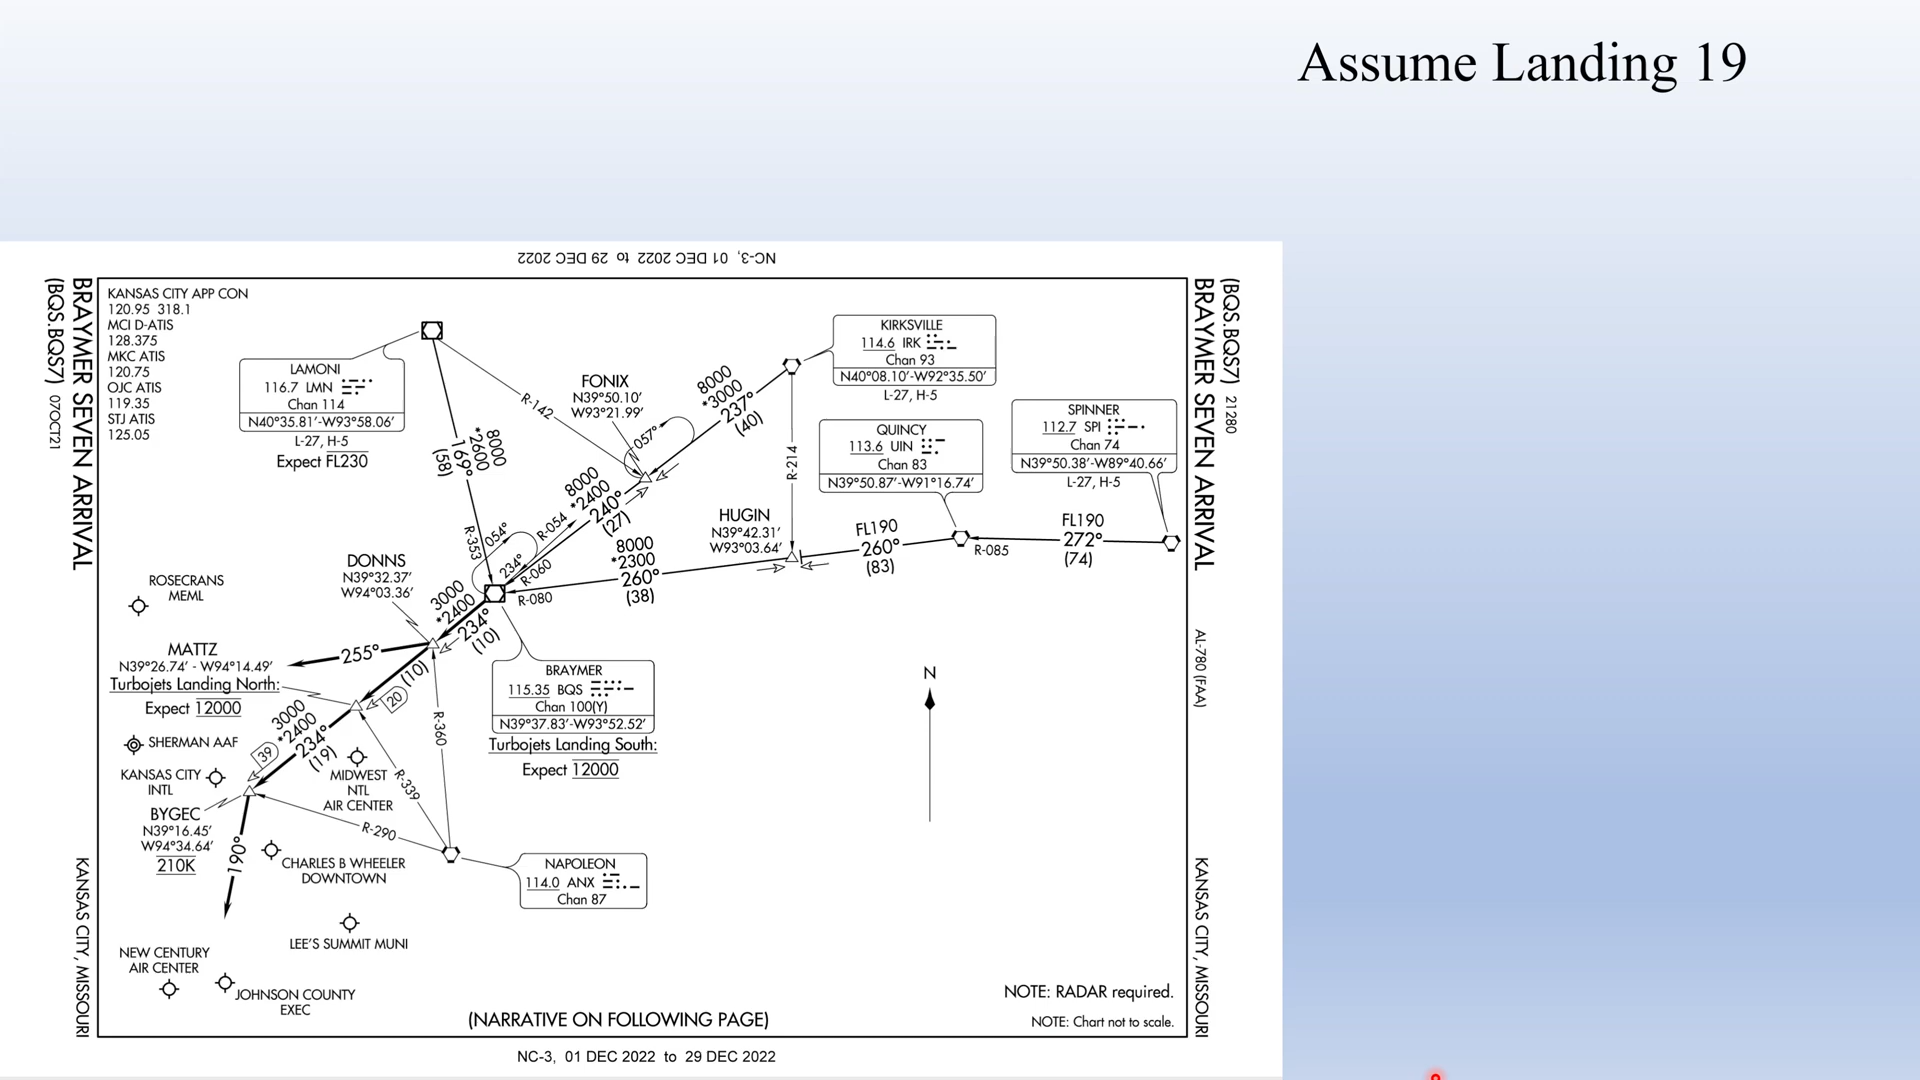 Assume Landing 19
NC-3, 01 DEC 2022 to 29 DEC 2022
(BQS.BQS7) 07OCT21
BRAYMER SEVEN ARRIVAL
KANSAS CITY, MISSOURI
(BQS.BQS7) 21280
BRAYMER SEVEN ARRIVAL
AL-780 (FAA)
KANSAS CITY, MISSOURI
KANSAS CITY APP CON
120.95 318.1
MCI D-ATIS
128.375
MKC ATIS
120.75
OJC ATIS
119.35
STJ ATIS
125.05
LAMONI
116.7 LMN
Chan 114
N40°35.81'-W93°58.06'
L-27, H-5
Expect FL230
R-142
8000
*2600
169°
(58)
R-353
FONIX
N39°50.10'
W93°21.99'
057°
8000
*3000
237°
(40)
KIRKSVILLE
114.6 IRK
Chan 93
N40°08.10'-W92°35.50'
L-27, H-5
R-214
QUINCY
113.6 UIN
Chan 83
N39°50.87'-W91°16.74'
SPINNER
112.7 SPI
Chan 74
N39°50.38'-W89°40.66'
L-27, H-5
8000
*2400
240°
(27)
R-054
R-060
054°
234°
HUGIN
N39°42.31'
W93°03.64'
8000
*2300
260°
(38)
R-080
FL190
260°
(83)
R-085
FL190
272°
(74)
DONNS
N39°32.37'
W94°03.36'
3000
*2400
234°
(10)
ROSECRANS
MEML
255°
(10)
20
MATTZ
N39°26.74' - W94°14.49'
Turbojets Landing North:
Expect 12000
BRAYMER
115.35 BQS
Chan 100(Y)
N39°37.83'-W93°52.52'
Turbojets Landing South:
Expect 12000
R-360
R-339
R-290
3000
*2400
234°
(19)
39
SHERMAN AAF
KANSAS CITY
INTL
MIDWEST
NTL
AIR CENTER
BYGEC
N39°16.45'
W94°34.64'
210K
190°
CHARLES B WHEELER
DOWNTOWN
NAPOLEON
114.0 ANX
Chan 87
N
LEE'S SUMMIT MUNI
NEW CENTURY
AIR CENTER
JOHNSON COUNTY
EXEC
(NARRATIVE ON FOLLOWING PAGE)
NOTE: RADAR required.
NOTE: Chart not to scale.
NC-3, 01 DEC 2022 to 29 DEC 2022